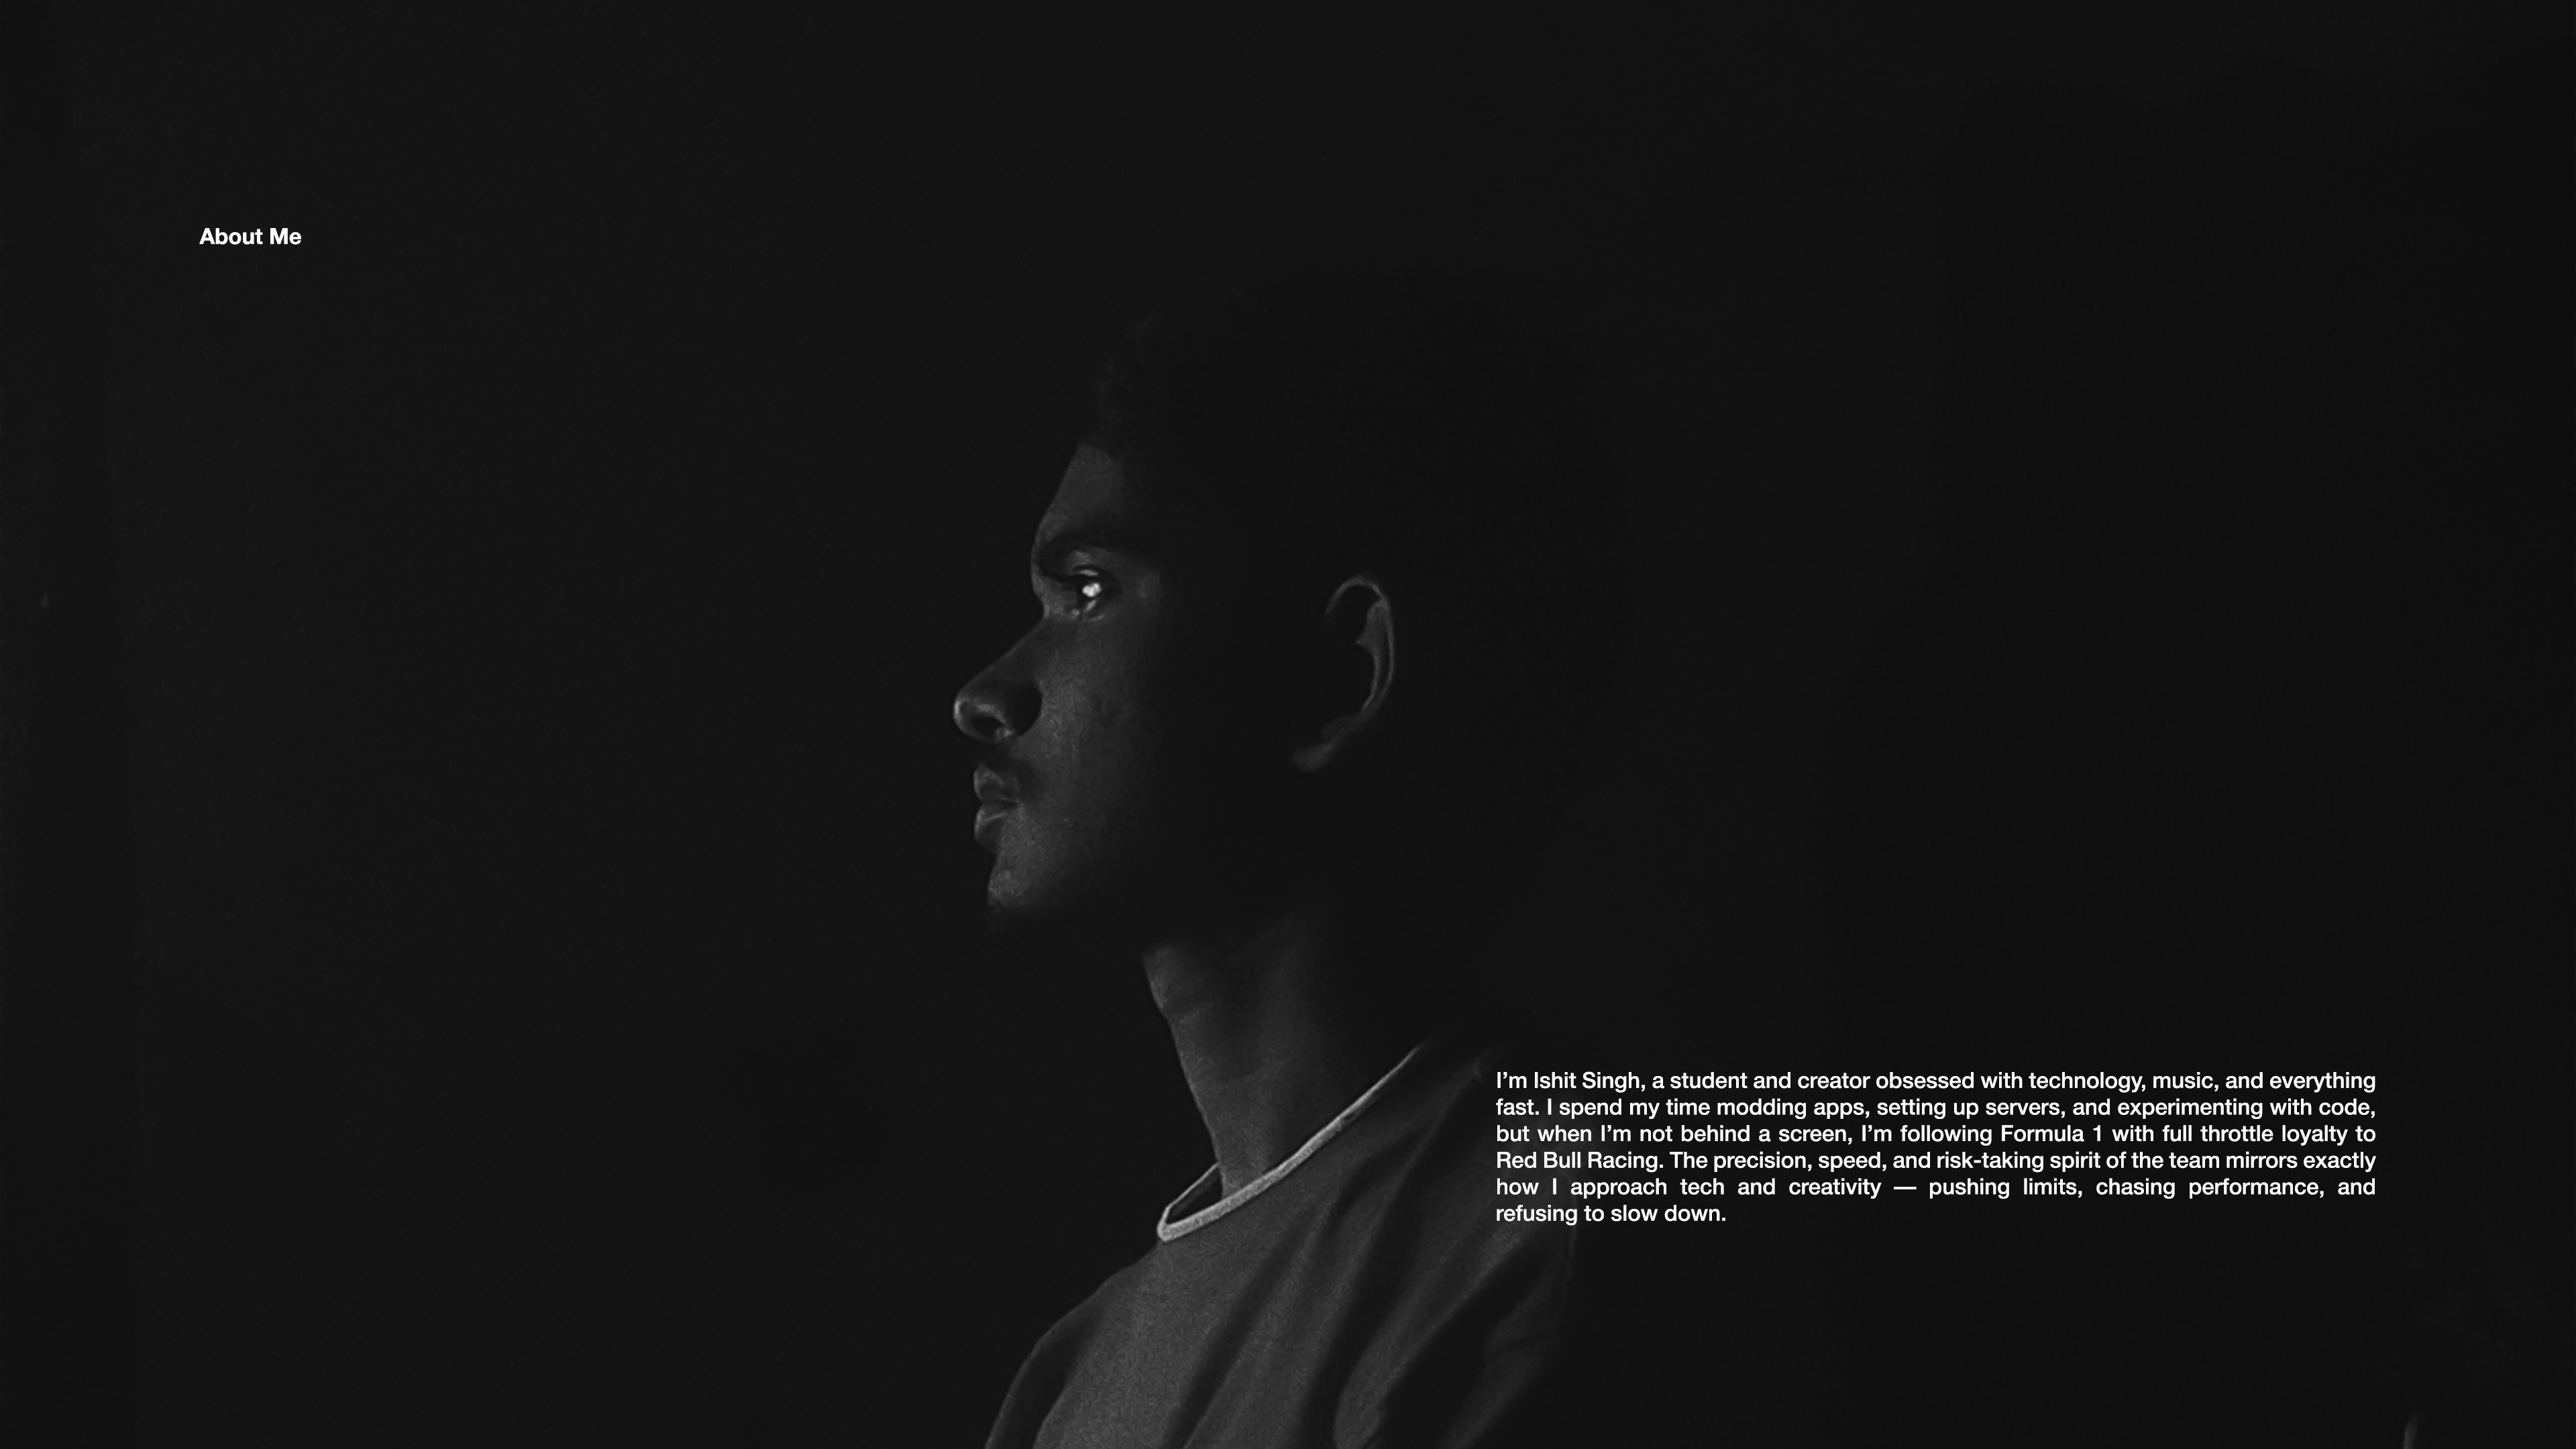 About Me
I’m Ishit Singh, a student and creator obsessed with technology, music, and everything
fast. I spend my time modding apps, setting up servers, and experimenting with code,
but when I’m not behind a screen, I’m following Formula 1 with full throttle loyalty to
Red Bull Racing. The precision, speed, and risk-taking spirit of the team mirrors exactly
how I approach tech and creativity — pushing limits, chasing performance, and
refusing to slow down.